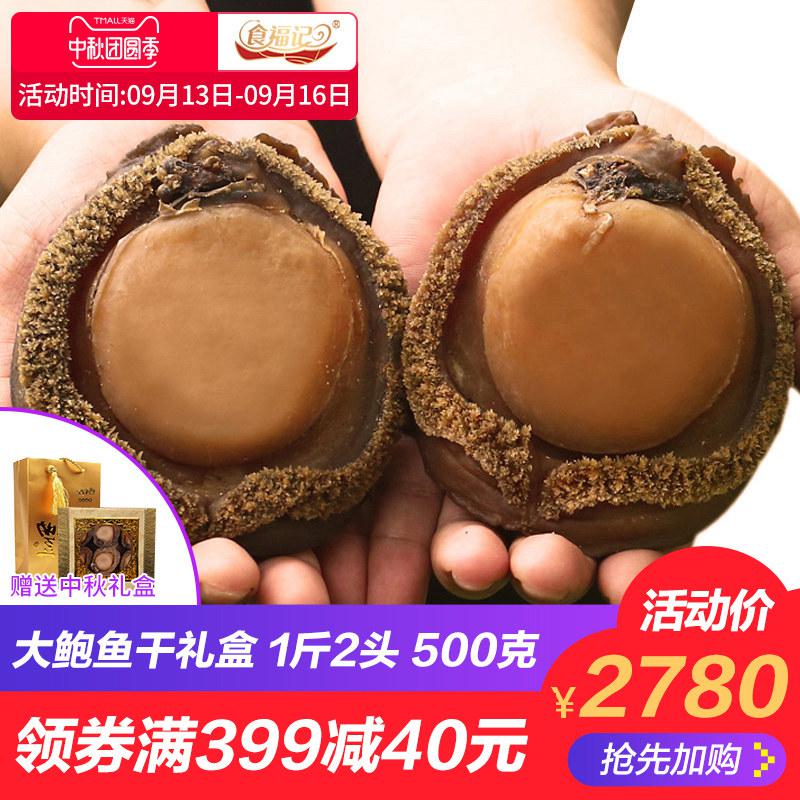 TMALL天猫
中秋团圆季
食福记®
活动时间:09月13日-09月16日
赠送中秋礼盒
大鲍鱼干礼盒 1斤2头 500克
领券满399减40元
活动价
¥2780
抢先加购